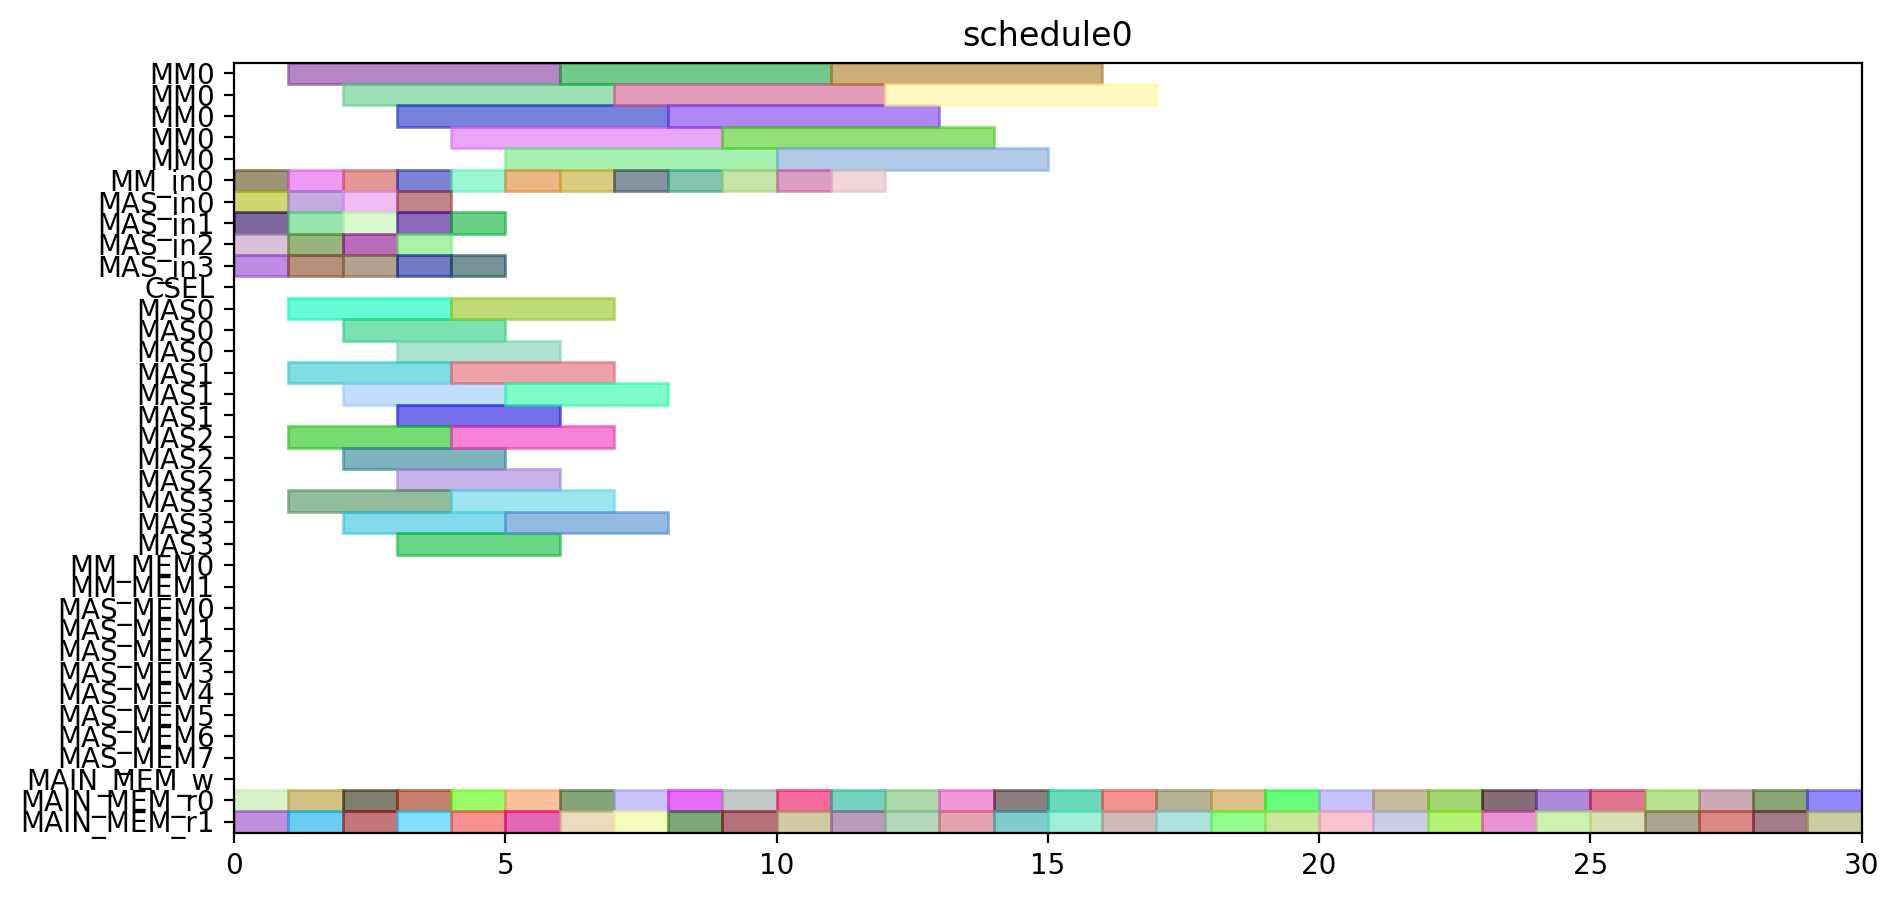 schedule0
MM0
MM0
MM0
MM0
MM0
MM_in0
MAS_in0
MAS_in1
MAS_in2
MAS_in3
CSEL
MAS0
MAS0
MAS0
MAS1
MAS1
MAS1
MAS2
MAS2
MAS2
MAS3
MAS3
MAS3
MM_MEM0
MM_MEM1
MAS_MEM0
MAS_MEM1
MAS_MEM2
MAS_MEM3
MAS_MEM4
MAS_MEM5
MAS_MEM6
MAS_MEM7
MAIN_MEM_w
MAIN_MEM_r0
MAIN_MEM_r1
0 5 10 15 20 25 30